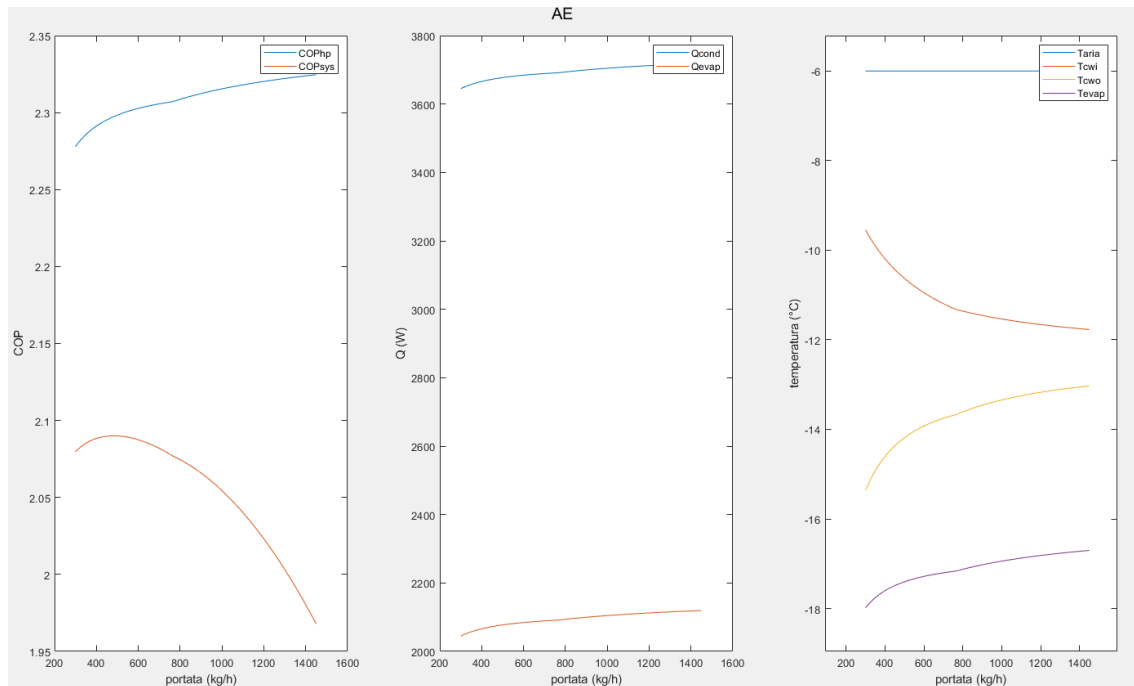 AE
COP
2.35
2.3
2.25
2.2
2.15
2.1
2.05
2
1.95
200 400 600 800 1000 1200 1400 1600
portata (kg/h)
COPhp
COPsys
Q (W)
3800
3600
3400
3200
3000
2800
2600
2400
2200
2000
200 400 600 800 1000 1200 1400 1600
portata (kg/h)
Qcond
Qevap
temperatura (°C)
-6
-8
-10
-12
-14
-16
-18
200 400 600 800 1000 1200 1400
portata (kg/h)
Taria
Tcwi
Tcwo
Tevap